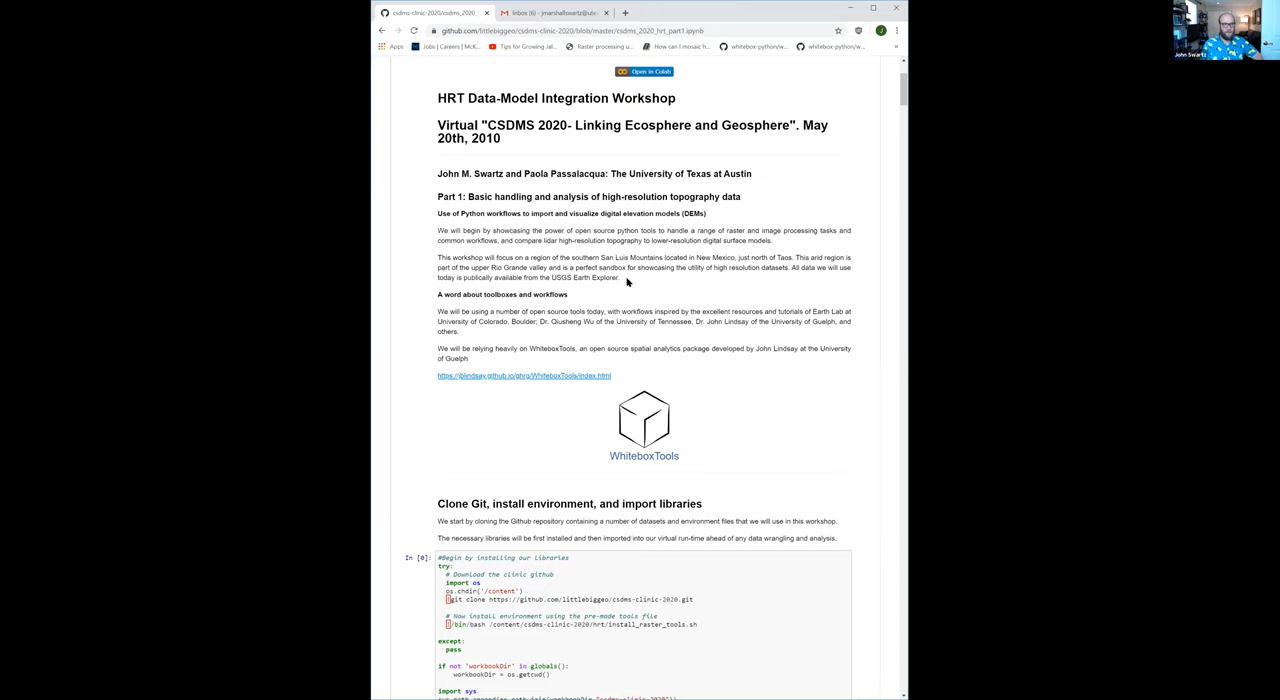 csdms-clinic-2020/csdms_2020_
Inbox (6) - jmarshallswartz@ute
github.com/littlebiggeo/csdms-clinic-2020/blob/master/csdms_2020_hrt_part1.ipynb
Apps
Jobs | Careers | McK...
Tips for Growing Jal...
Raster processing u...
How can I mosaic h...
whitebox-python/w...
whitebox-python/w...
»
John Swartz
Open in Colab
HRT Data-Model Integration Workshop
Virtual "CSDMS 2020- Linking Ecosphere and Geosphere". May
20th, 2010
John M. Swartz and Paola Passalacqua: The University of Texas at Austin
Part 1: Basic handling and analysis of high-resolution topography data
Use of Python workflows to import and visualize digital elevation models (DEMs)
We will begin by showcasing the power of open source python tools to handle a range of raster and image processing tasks and
common workflows, and compare lidar high-resolution topography to lower-resolution digital surface models.
This workshop will focus on a region of the southern San Luis Mountains located in New Mexico, just north of Taos. This arid region is
part of the upper Rio Grande valley and is a perfect sandbox for showcasing the utility of high resolution datasets. All data we will use
today is publically available from the USGS Earth Explorer.
A word about toolboxes and workflows
We will be using a number of open source tools today, with workflows inspired by the excellent resources and tutorials of Earth Lab at
University of Colorado, Boulder; Dr. Qiusheng Wu of the University of Tennessee, Dr. John Lindsay of the University of Guelph, and
others.
We will be relying heavily on WhiteboxTools, an open source spatial analytics package developed by John Lindsay at the University
of Guelph
https://jblindsay.github.io/ghrg/WhiteboxTools/index.html
WhiteboxTools
Clone Git, install environment, and import libraries
We start by cloning the Github repository containing a number of datasets and environment files that we will use in this workshop.
The necessary libraries will be first installed and then imported into our virtual run-time ahead of any data wrangling and analysis.
In [0]:
#Begin by installing our libraries
try:
# Download the clinic github
import os
os.chdir('/content')
!git clone https://github.com/littlebiggeo/csdms-clinic-2020.git
# Now install environment using the pre-made tools file
!/bin/bash /content/csdms-clinic-2020/hrt/install_raster_tools.sh
except:
pass
if not 'workbookDir' in globals():
workbookDir = os.getcwd()
import sys
sys.path.append(os.path.join(workbookDir,"csdms-clinic-2020"))